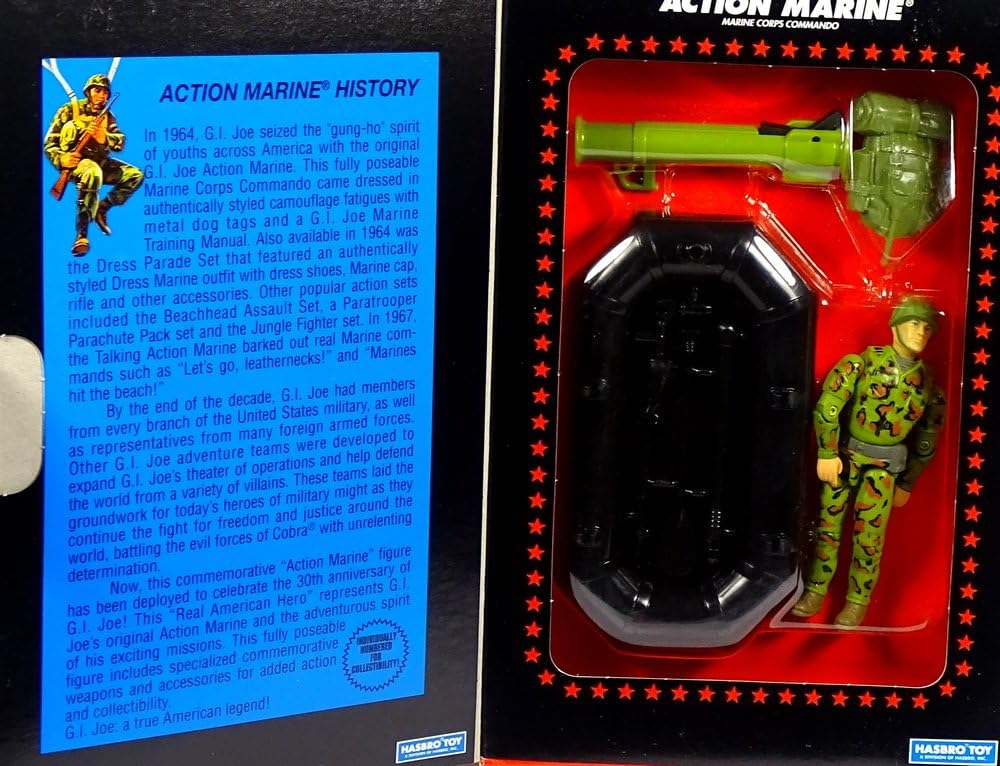 ACTION MARINE® HISTORY
In 1964, G.I. Joe seized the "gung-ho" spirit
of youths across America with the original
G.I. Joe Action Marine. This fully poseable
Marine Corps Commando came dressed in
authentically styled camouflage fatigues with
metal dog tags and a G.I. Joe Marine
Training Manual. Also available in 1964 was
the Dress Parade Set that featured an authentically
styled Dress Marine outfit with dress shoes, Marine cap,
rifle and other accessories. Other popular action sets
included the Beachhead Assault Set, a Paratrooper
Parachute Pack set and the Jungle Fighter set. In 1967,
the Talking Action Marine barked out real Marine com-
mands such as "Let's go, leathernecks!" and "Marines
hit the beach!"
By the end of the decade, G.I. Joe had members
from every branch of the United States military, as well
as representatives from many foreign armed forces.
Other G.I. Joe adventure teams were developed to
expand G.I. Joe's theater of operations and help defend
the world from a variety of villains. These teams laid the
groundwork for today's heroes of military might as they
continue the fight for freedom and justice around the
world, battling the evil forces of Cobra® with unrelenting
determination.
Now, this commemorative "Action Marine" figure
has been deployed to celebrate the 30th anniversary of
G.I. Joe! This "Real American Hero" represents G.I.
Joe's original Action Marine and the adventurous spirit
of his exciting missions. This fully poseable
figure includes specialized commemorative
weapons and accessories for added action
and collectibility.
G.I. Joe: a true American legend!
INDIVIDUALLY
NUMBERED
FOR
COLLECTIBILITY!
HASBRO TOY
A DIVISION OF HASBRO, INC.
ACTION MARINE®
MARINE CORPS COMMANDO
HASBRO TOY
A DIVISION OF HASBRO, INC.